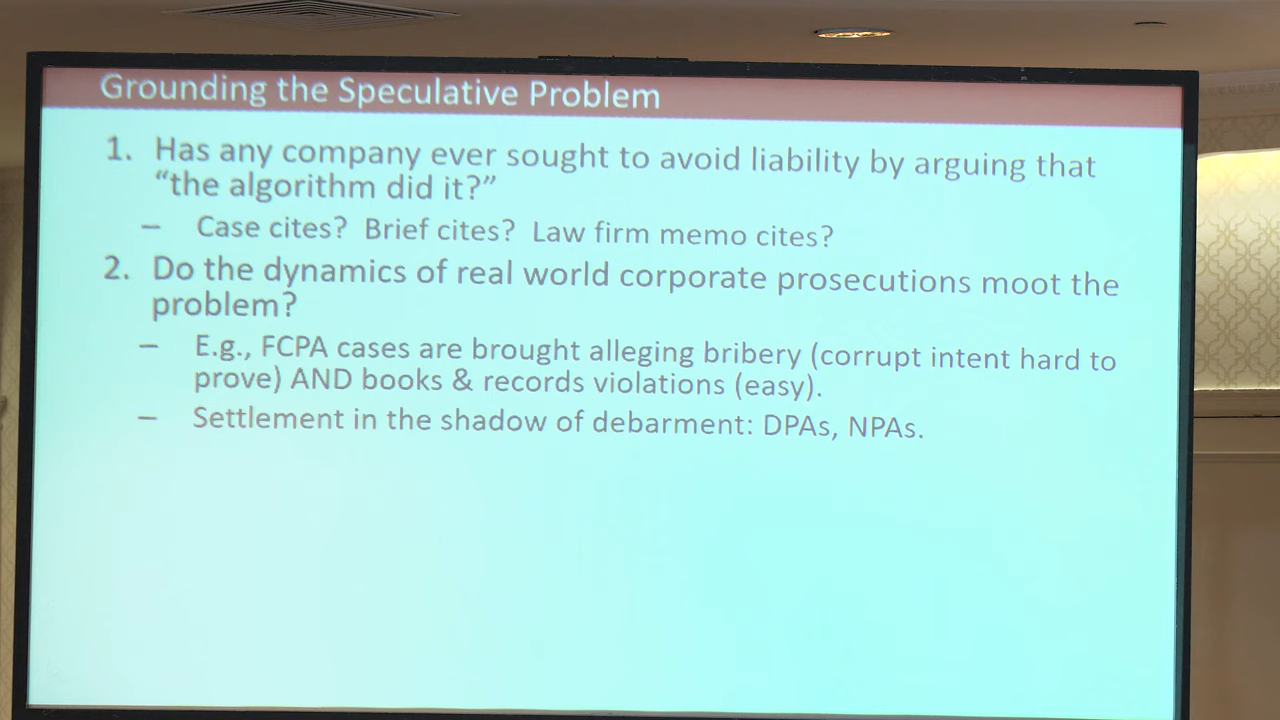 Grounding the Speculative Problem
1. Has any company ever sought to avoid liability by arguing that
“the algorithm did it?”
– Case cites? Brief cites? Law firm memo cites?
2. Do the dynamics of real world corporate prosecutions moot the
problem?
– E.g., FCPA cases are brought alleging bribery (corrupt intent hard to
prove) AND books & records violations (easy).
– Settlement in the shadow of debarment: DPAs, NPAs.